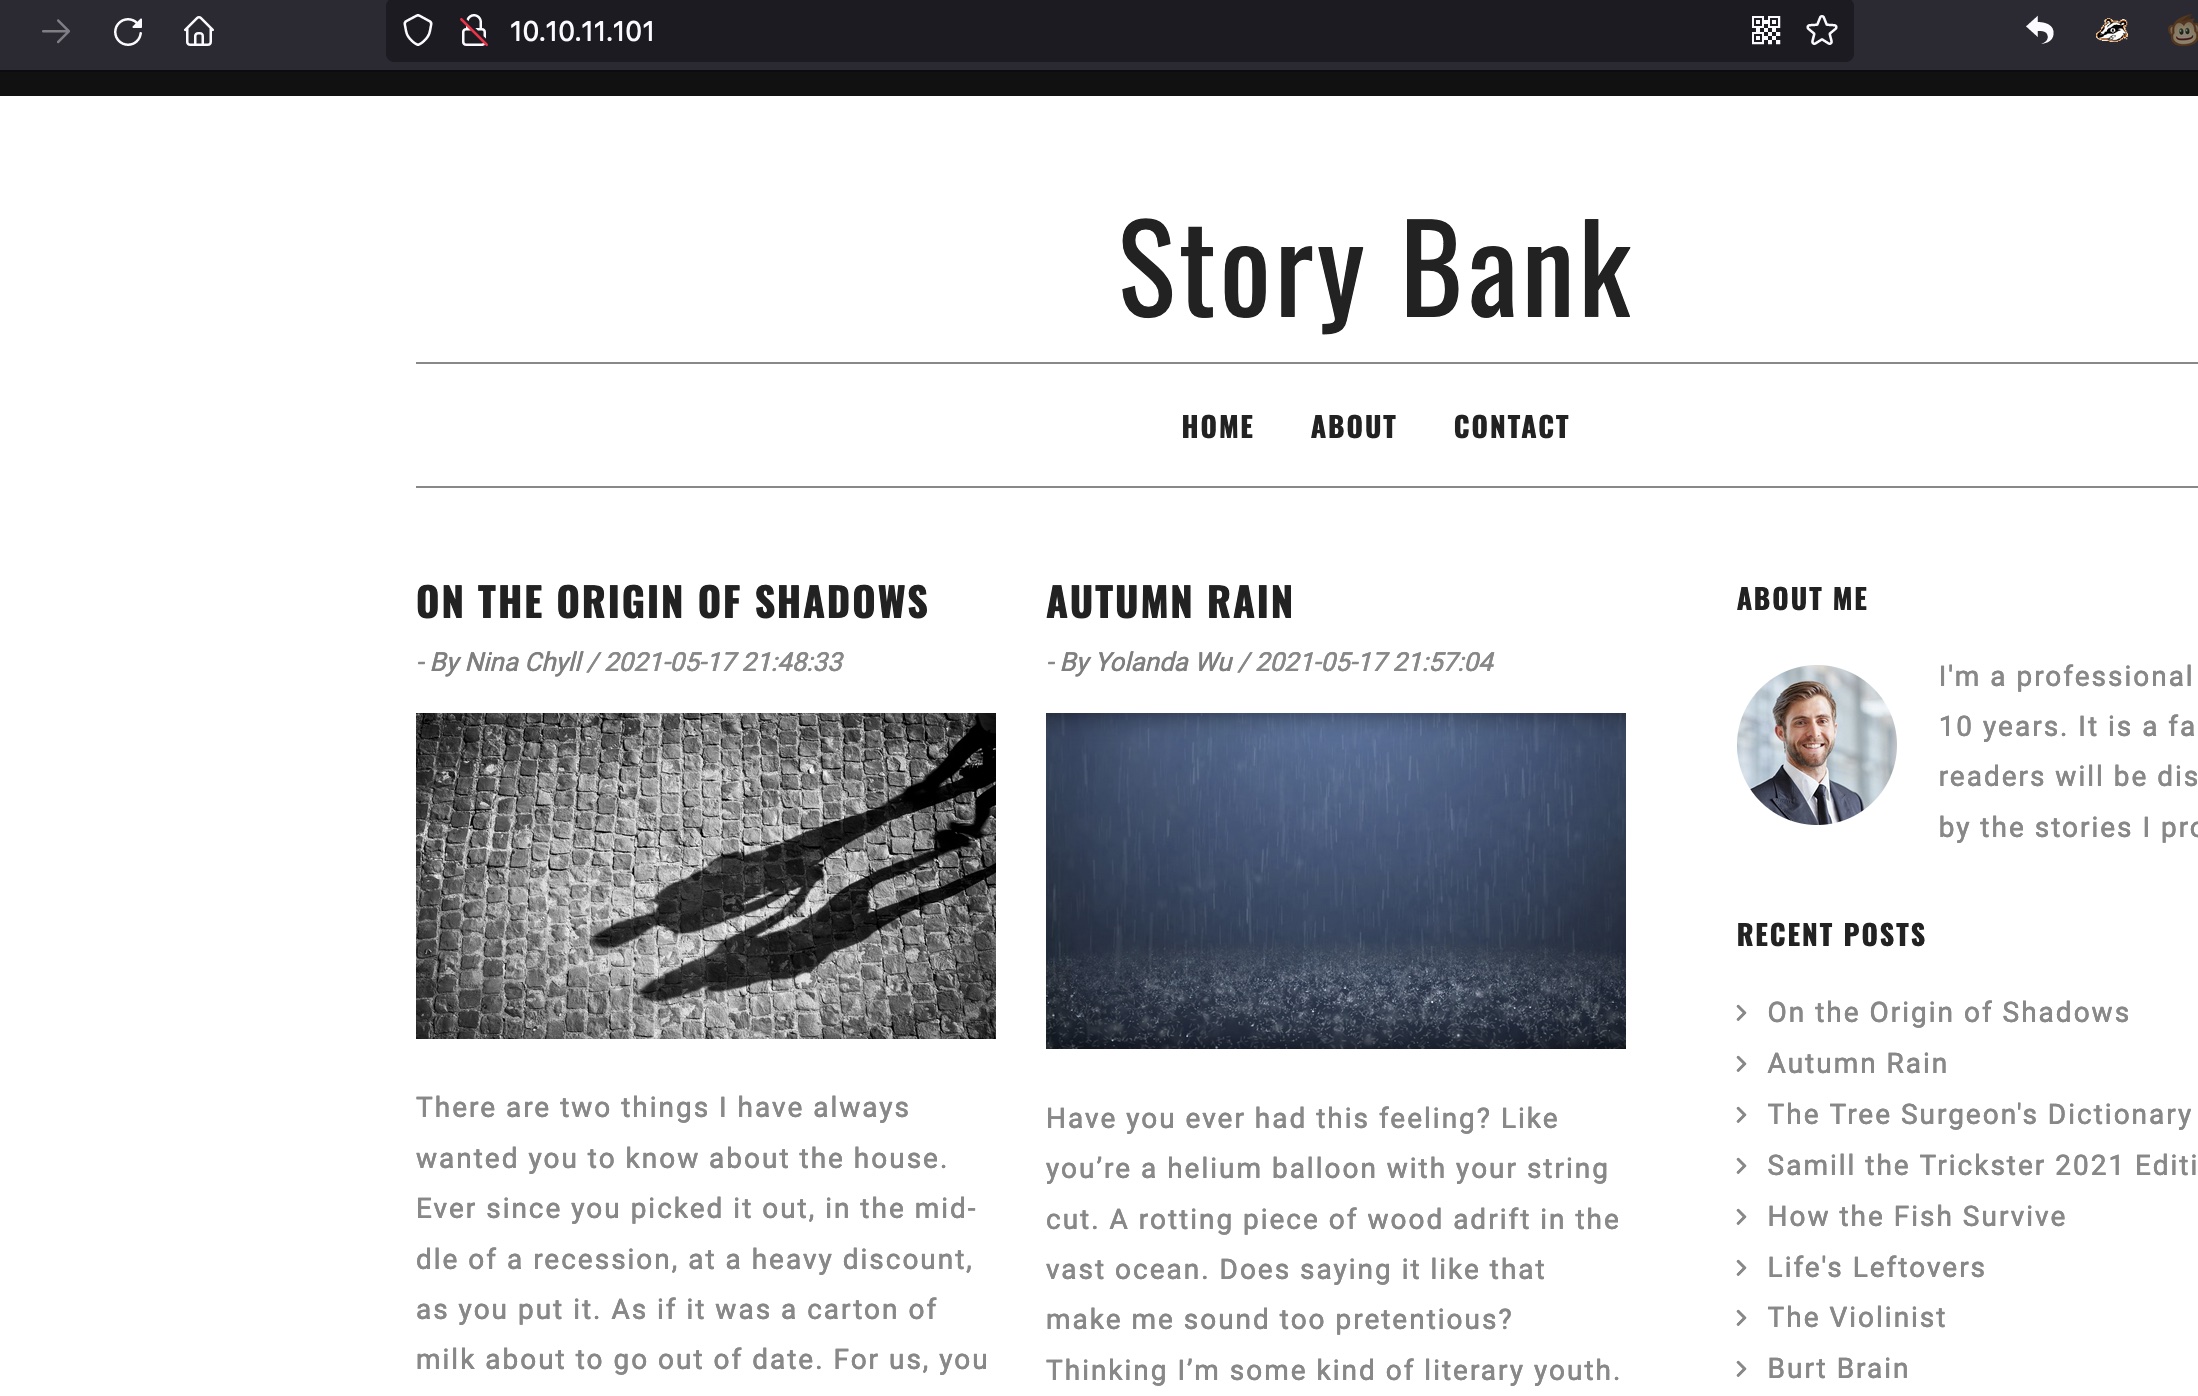 10.10.11.101
Story Bank
HOME ABOUT CONTACT
ON THE ORIGIN OF SHADOWS
- By Nina Chyll / 2021-05-17 21:48:33
There are two things I have always
wanted you to know about the house.
Ever since you picked it out, in the mid-
dle of a recession, at a heavy discount,
as you put it. As if it was a carton of
milk about to go out of date. For us, you
AUTUMN RAIN
- By Yolanda Wu / 2021-05-17 21:57:04
Have you ever had this feeling? Like
you’re a helium balloon with your string
cut. A rotting piece of wood adrift in the
vast ocean. Does saying it like that
make me sound too pretentious?
Thinking I’m some kind of literary youth.
ABOUT ME
I'm a professional
10 years. It is a fa
readers will be dis
by the stories I pro
RECENT POSTS
On the Origin of Shadows
Autumn Rain
The Tree Surgeon's Dictionary
Samill the Trickster 2021 Editi
How the Fish Survive
Life's Leftovers
The Violinist
Burt Brain